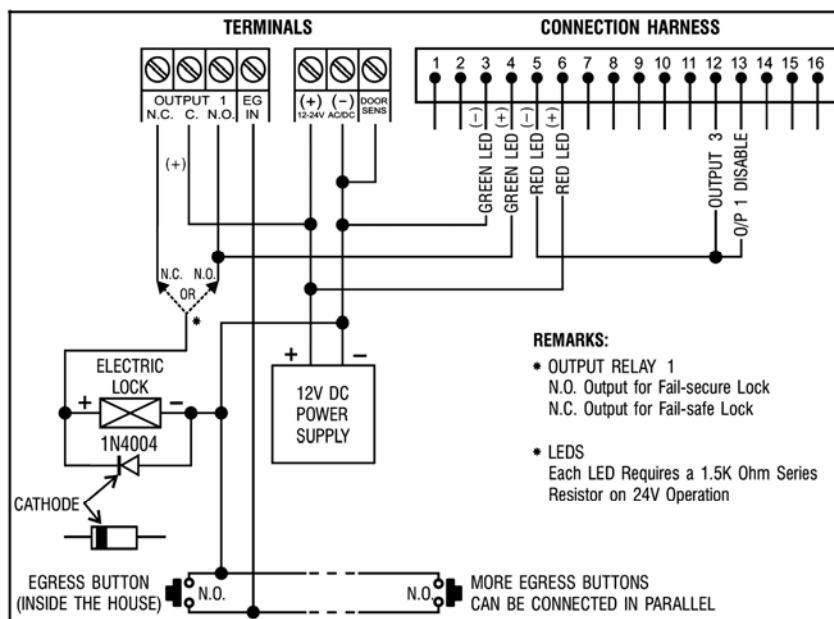 TERMINALS
CONNECTION HARNESS
1 2 3 4 5 6 7 8 9 10 11 12 13 14 15 16
OUTPUT 1
N.C. C. N.O.
EG
IN
(+)
12-24V
(-)
AC/DC
DOOR
SENS
(-)
(+)
(-)
(+)
GREEN LED
GREEN LED
RED LED
RED LED
OUTPUT 3
O/P 1 DISABLE
(+)
N.C. N.O.
OR
*
ELECTRIC
LOCK
+ -
1N4004
CATHODE
+ -
12V DC
POWER
SUPPLY
REMARKS:
* OUTPUT RELAY 1
N.O. Output for Fail-secure Lock
N.C. Output for Fail-safe Lock
* LEDS
Each LED Requires a 1.5K Ohm Series
Resistor on 24V Operation
EGRESS BUTTON
(INSIDE THE HOUSE)
N.O.
N.O.
MORE EGRESS BUTTONS
CAN BE CONNECTED IN PARALLEL